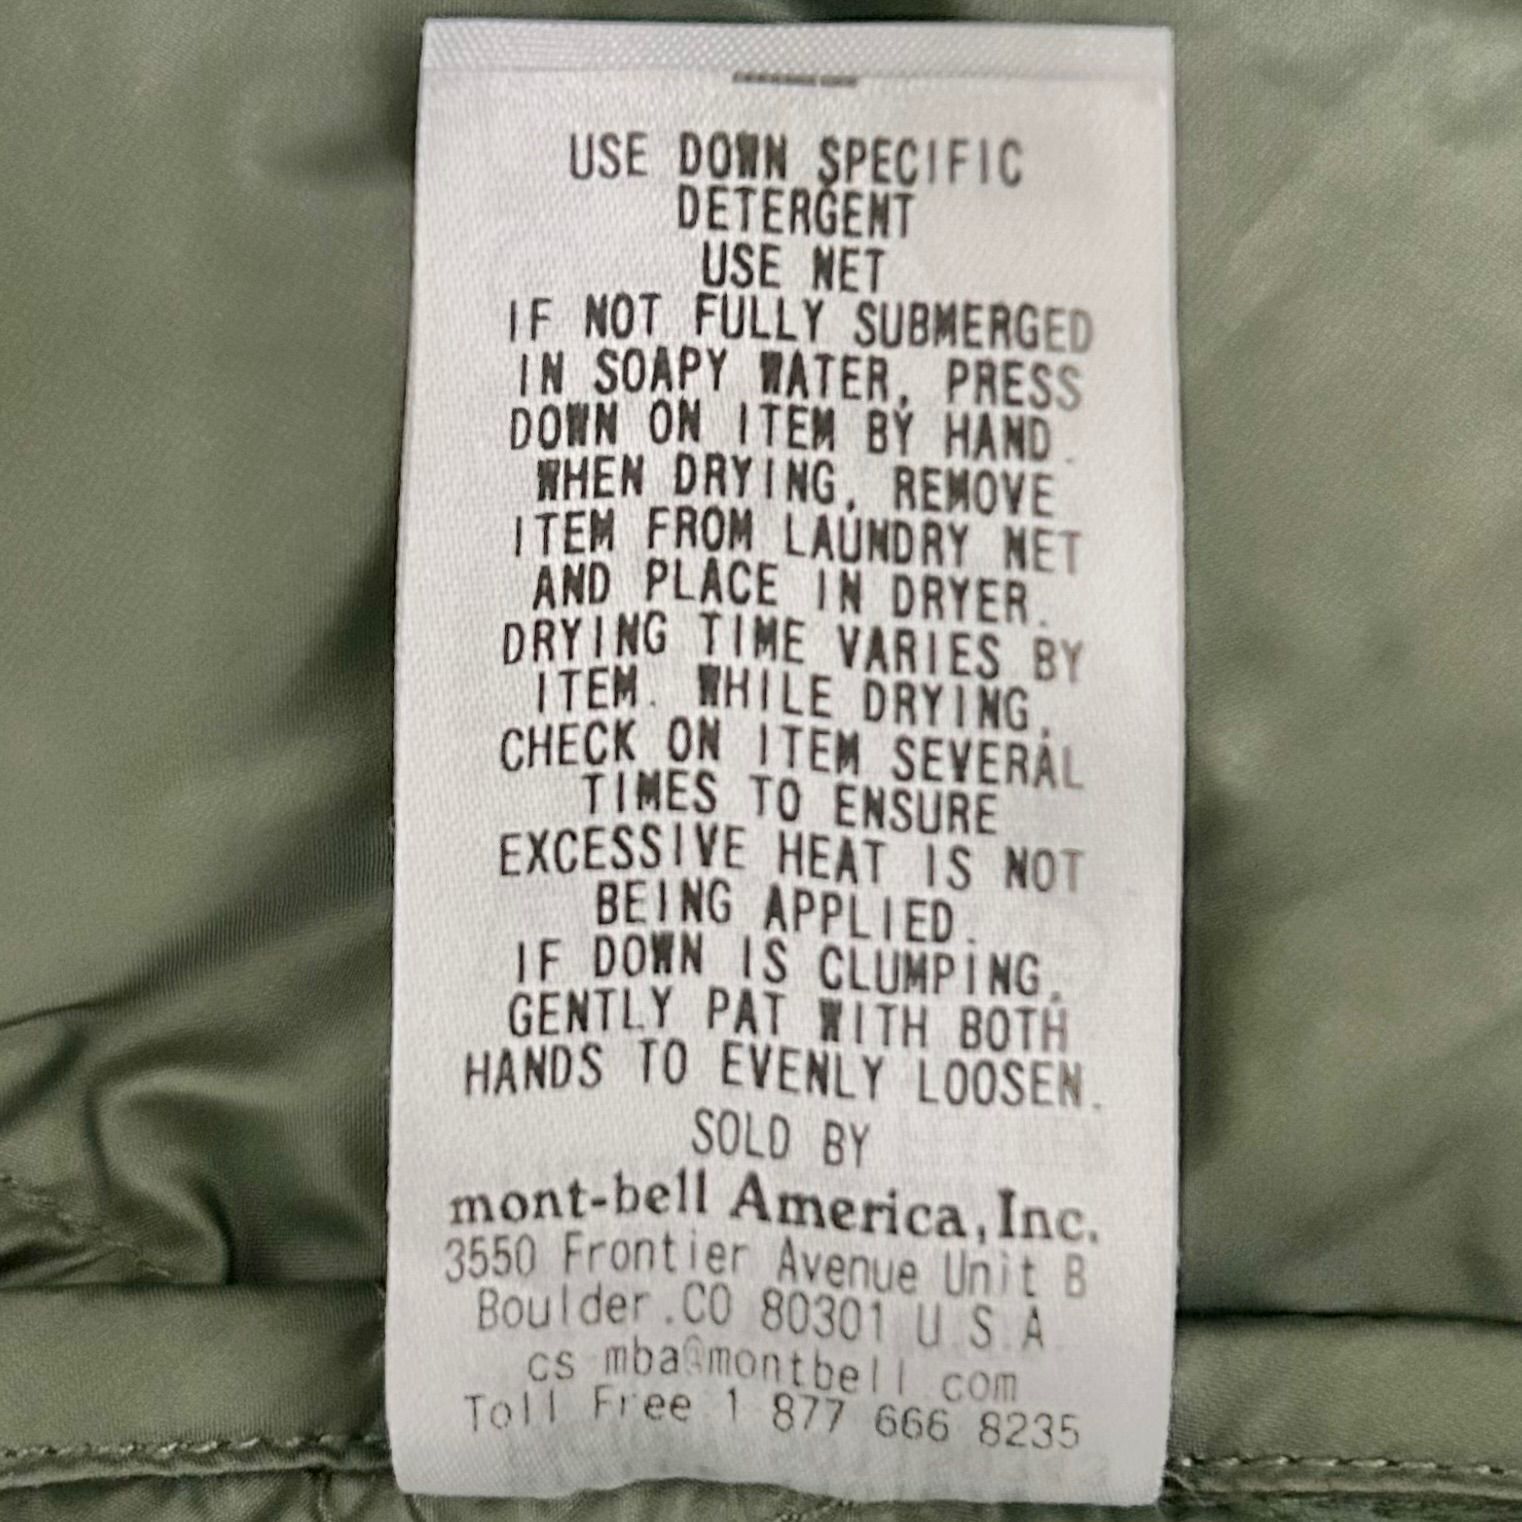 USE DOWN SPECIFIC
DETERGENT
USE NET
IF NOT FULLY SUBMERGED
IN SOAPY WATER, PRESS
DOWN ON ITEM BY HAND.
WHEN DRYING, REMOVE
ITEM FROM LAUNDRY NET
AND PLACE IN DRYER.
DRYING TIME VARIES BY
ITEM. WHILE DRYING,
CHECK ON ITEM SEVERAL
TIMES TO ENSURE
EXCESSIVE HEAT IS NOT
BEING APPLIED.
IF DOWN IS CLUMPING,
GENTLY PAT WITH BOTH
HANDS TO EVENLY LOOSEN.
SOLD BY
mont-bell America, Inc.
3550 Frontier Avenue Unit B
Boulder.CO 80301 U.S.A
cs mba@montbell.com
Toll Free 1 877 666 8235